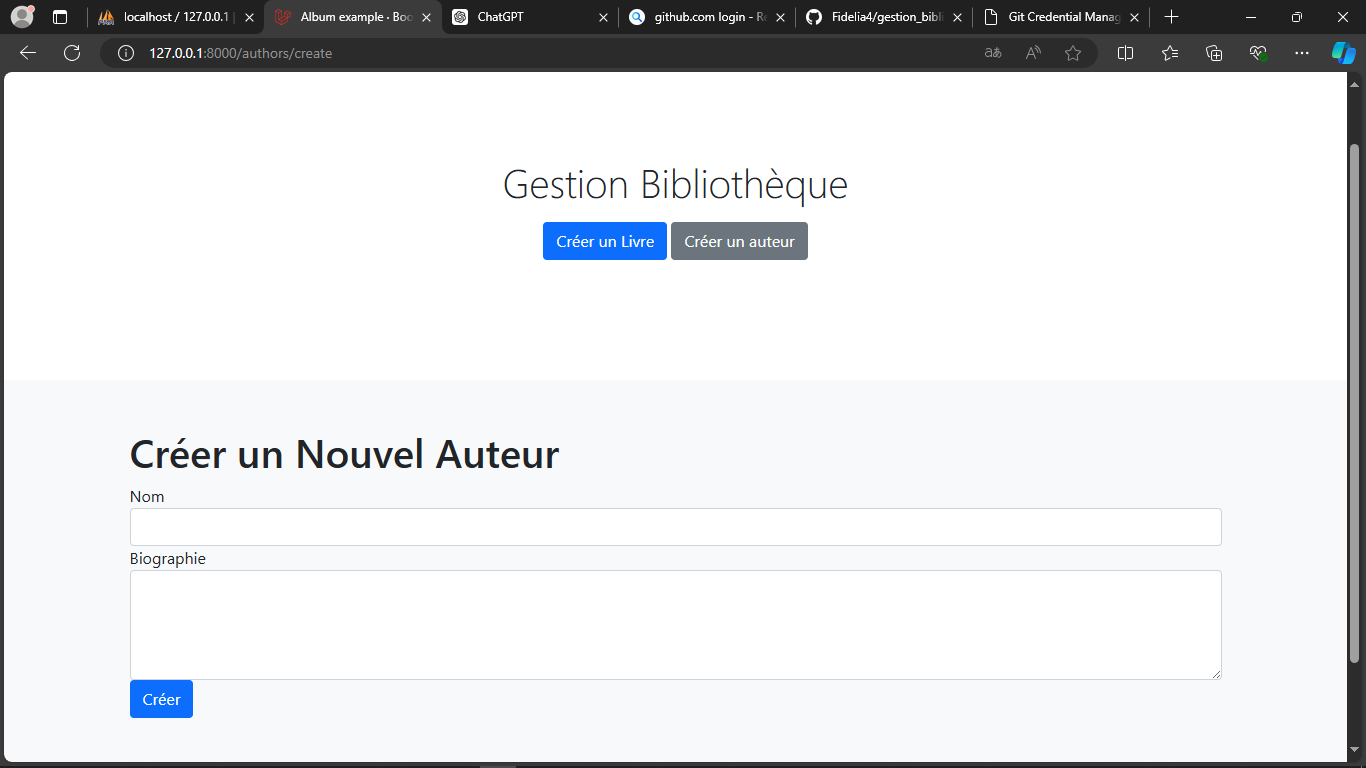 localhost / 127.0.0.1
Album example · Boo
ChatGPT
github.com login - Re
Fidelia4/gestion_bibli
Git Credential Manag
127.0.0.1:8000/authors/create
Gestion Bibliothèque
Créer un Livre
Créer un auteur
Créer un Nouvel Auteur
Nom
Biographie
Créer